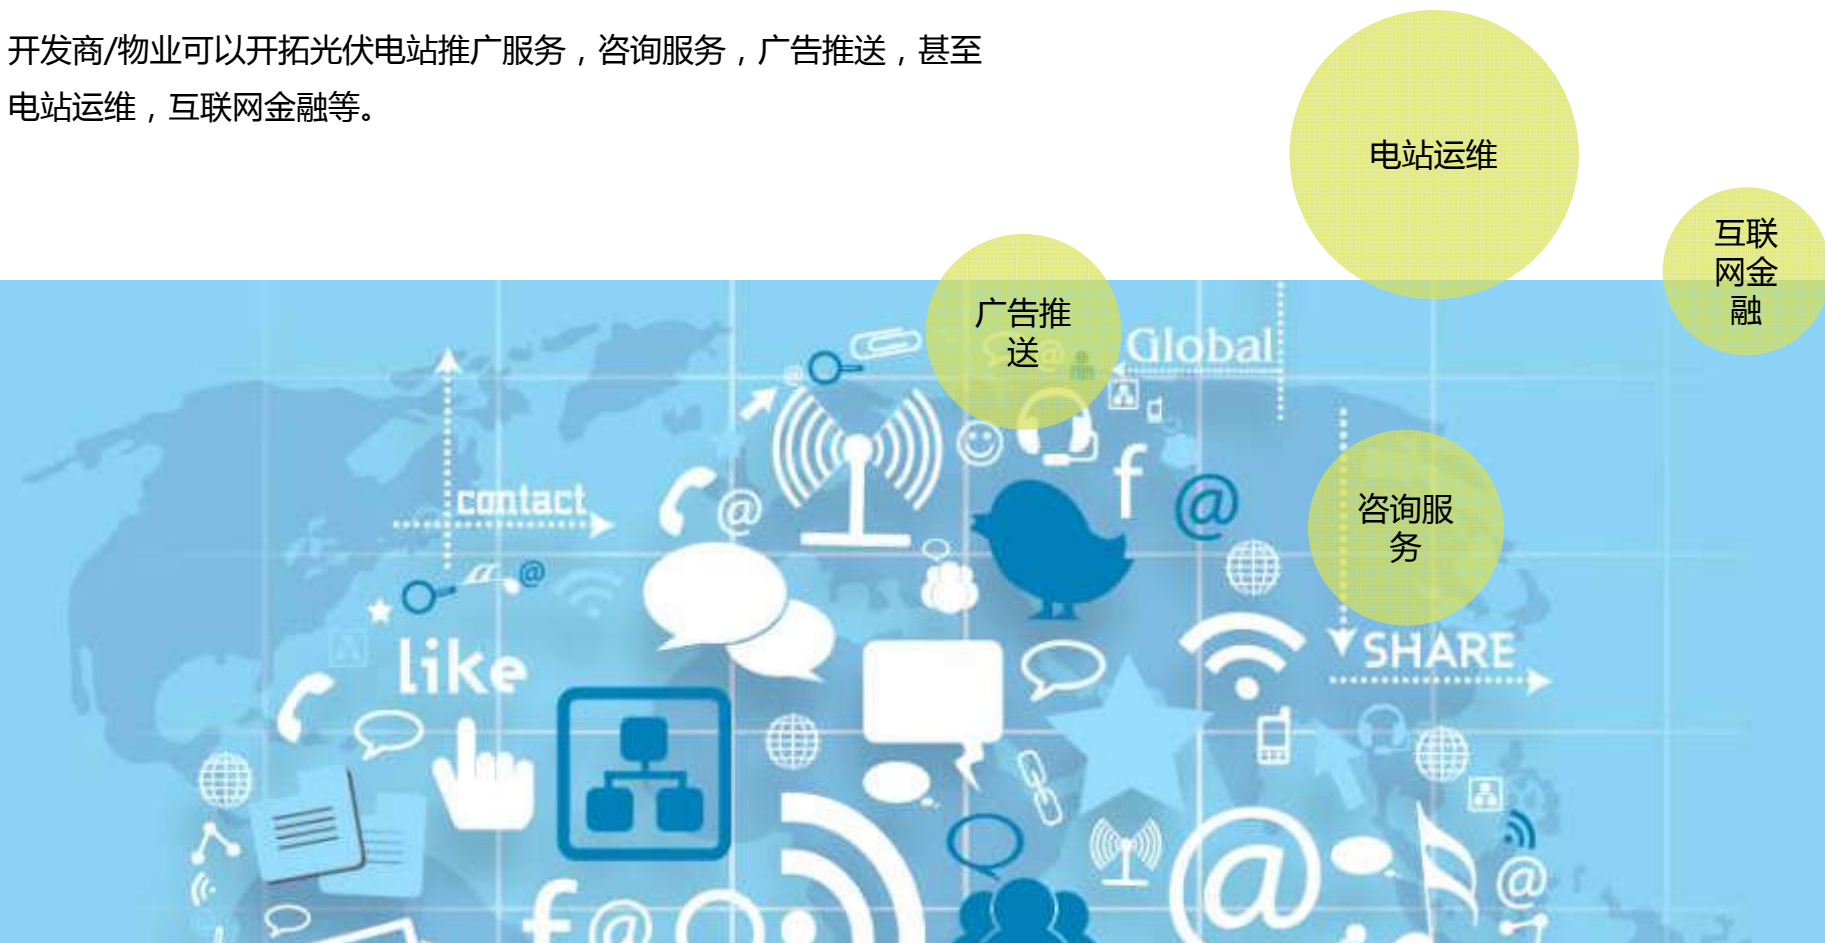 开发商/物业可以开拓光伏电站推广服务，咨询服务，广告推送，甚至
电站运维，互联网金融等。
电站运维
互联
网金
融
广告推
送
Global
contact
咨询服
务
SHARE
like